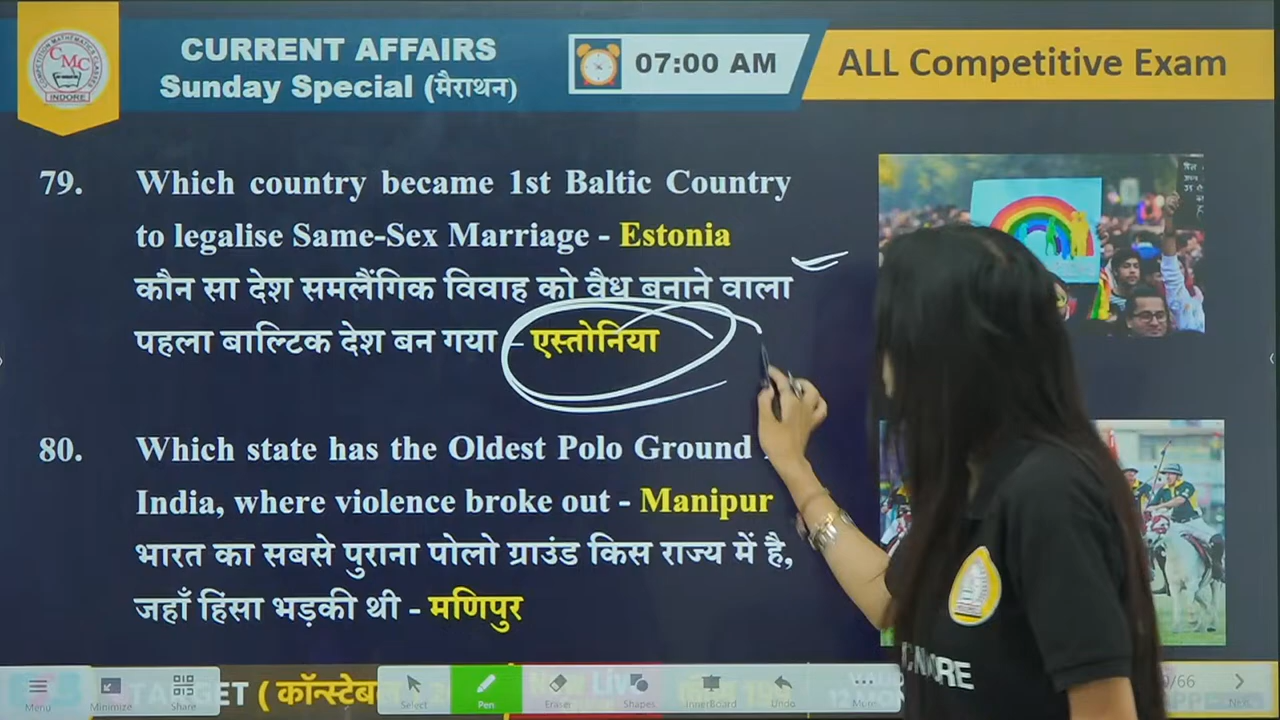 CMC
INDORE
CURRENT AFFAIRS
Sunday Special (मैराथन)
07:00 AM
ALL Competitive Exam
79. Which country became 1st Baltic Country
to legalise Same-Sex Marriage - Estonia
कौन सा देश समलैंगिक विवाह को वैध बनाने वाला
पहला बाल्टिक देश बन गया - एस्तोनिया
80. Which state has the Oldest Polo Ground
India, where violence broke out - Manipur
भारत का सबसे पुराना पोलो ग्राउंड किस राज्य में है,
जहाँ हिंसा भड़की थी - मणिपुर
TARGET ( कॉन्स्टेबल
Menu
Minimize
Share
Select
Pen
Eraser
Shapes
InnerBoard
Undo
More
/66